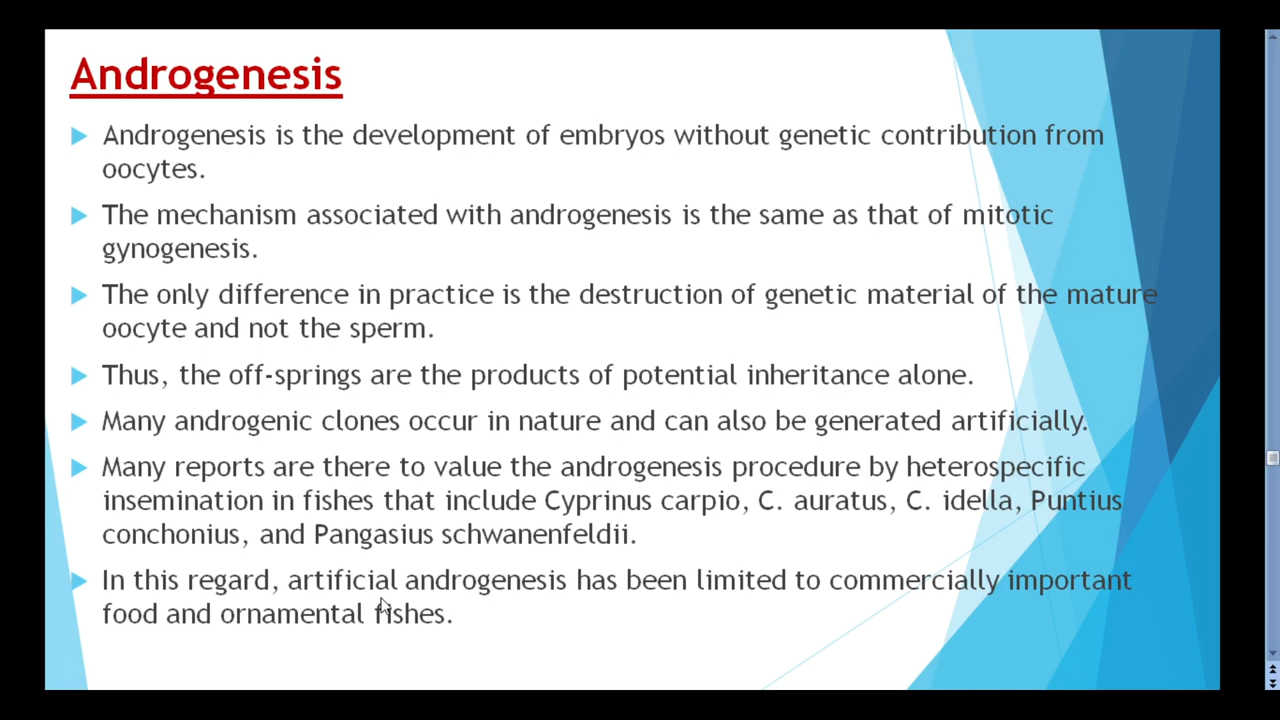 Androgenesis
Androgenesis is the development of embryos without genetic contribution from
oocytes.
The mechanism associated with androgenesis is the same as that of mitotic
gynogenesis.
The only difference in practice is the destruction of genetic material of the mature
oocyte and not the sperm.
Thus, the off-springs are the products of potential inheritance alone.
Many androgenic clones occur in nature and can also be generated artificially.
Many reports are there to value the androgenesis procedure by heterospecific
insemination in fishes that include Cyprinus carpio, C. auratus, C. idella, Puntius
conchonius, and Pangasius schwanenfeldii.
In this regard, artificial androgenesis has been limited to commercially important
food and ornamental fishes.